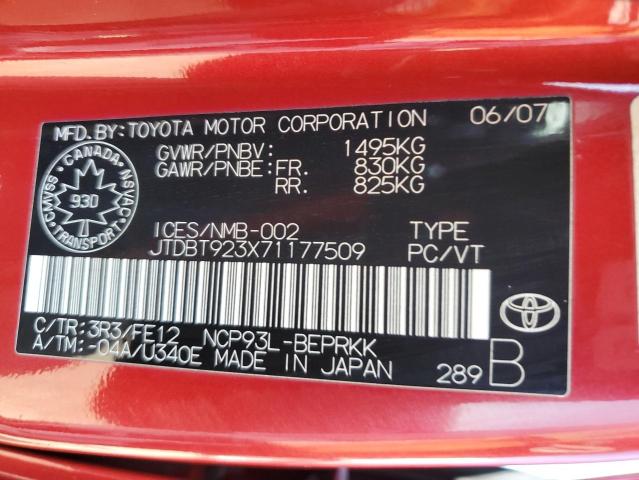 MFD. BY: TOYOTA MOTOR CORPORATION 06/07
GVWR/PNBV: 1495KG
GAWR/PNBE: FR. 830KG
RR. 825KG
CANADA
CMVSS NSVAC
930
TRANSPORT
ICES/NMB-002 TYPE
JTDBT923X71177509 PC/VT
C/TR: 3R3/FE12 NCP93L-BEPRKK
A/TM: -04A/U340E MADE IN JAPAN
289 B